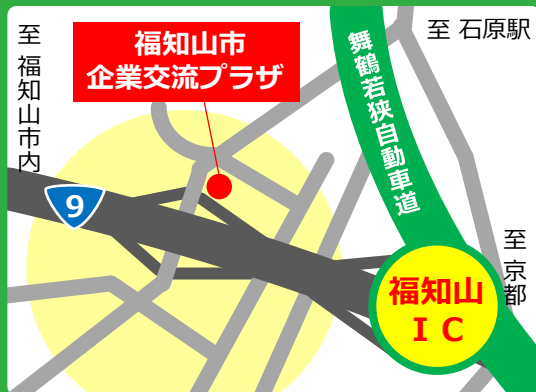 至 福知山市内
福知山市
企業交流プラザ
舞鶴若狭自動車道
至 石原駅
9
至 京都
福知山
ＩＣ